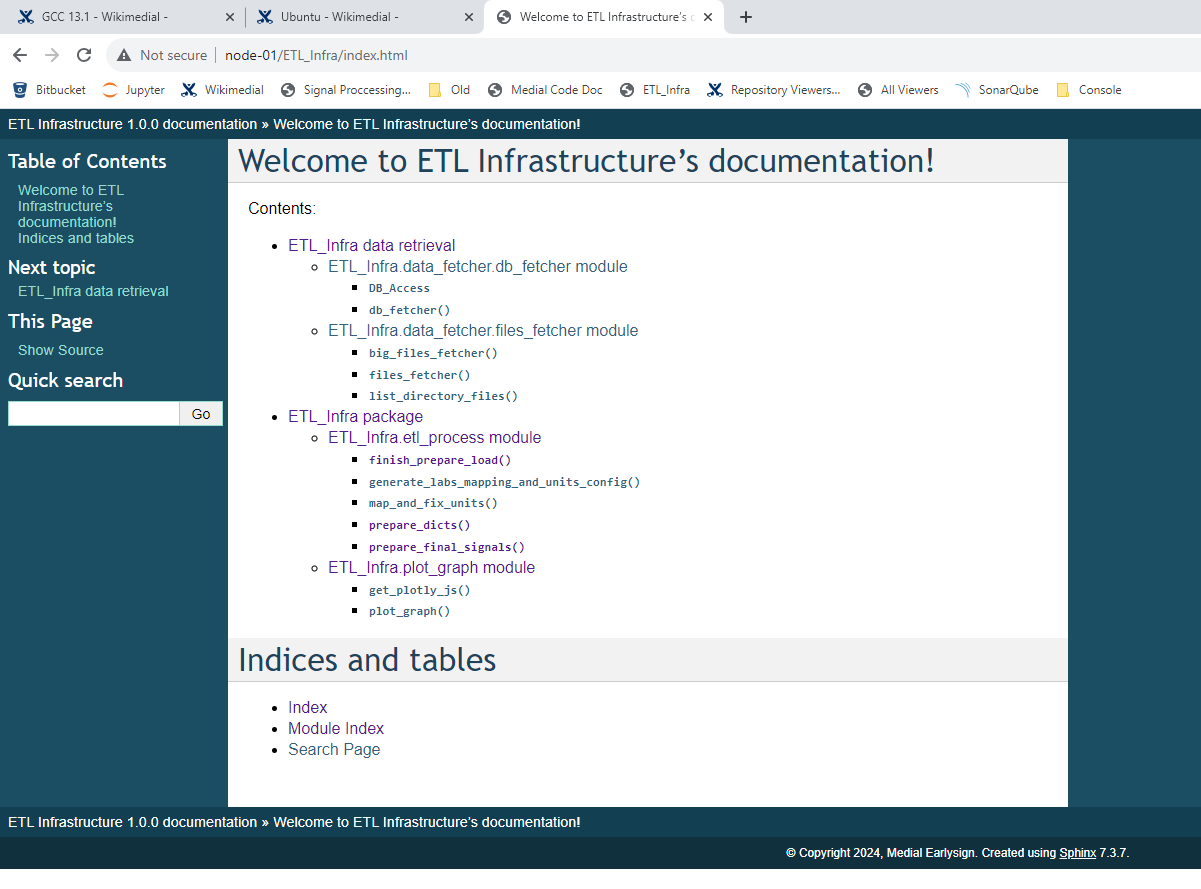 GCC 13.1 - Wikimedial -
Ubuntu - Wikimedial -
Welcome to ETL Infrastructure's
Not secure
node-01/ETL_Infra/index.html
Bitbucket
Jupyter
Wikimedial
Signal Proccessing...
Old
Medial Code Doc
ETL_Infra
Repository Viewers...
All Viewers
SonarQube
Console
ETL Infrastructure 1.0.0 documentation » Welcome to ETL Infrastructure's documentation!
Table of Contents
Welcome to ETL
Infrastructure's
documentation!
Indices and tables
Next topic
ETL_Infra data retrieval
This Page
Show Source
Quick search
Go
Welcome to ETL Infrastructure’s documentation!
Contents:
ETL_Infra data retrieval
ETL_Infra.data_fetcher.db_fetcher module
DB_Access
db_fetcher()
ETL_Infra.data_fetcher.files_fetcher module
big_files_fetcher()
files_fetcher()
list_directory_files()
ETL_Infra package
ETL_Infra.etl_process module
finish_prepare_load()
generate_labs_mapping_and_units_config()
map_and_fix_units()
prepare_dicts()
prepare_final_signals()
ETL_Infra.plot_graph module
get_plotly_js()
plot_graph()
Indices and tables
Index
Module Index
Search Page
ETL Infrastructure 1.0.0 documentation » Welcome to ETL Infrastructure's documentation!
© Copyright 2024, Medial Earlysign. Created using Sphinx 7.3.7.